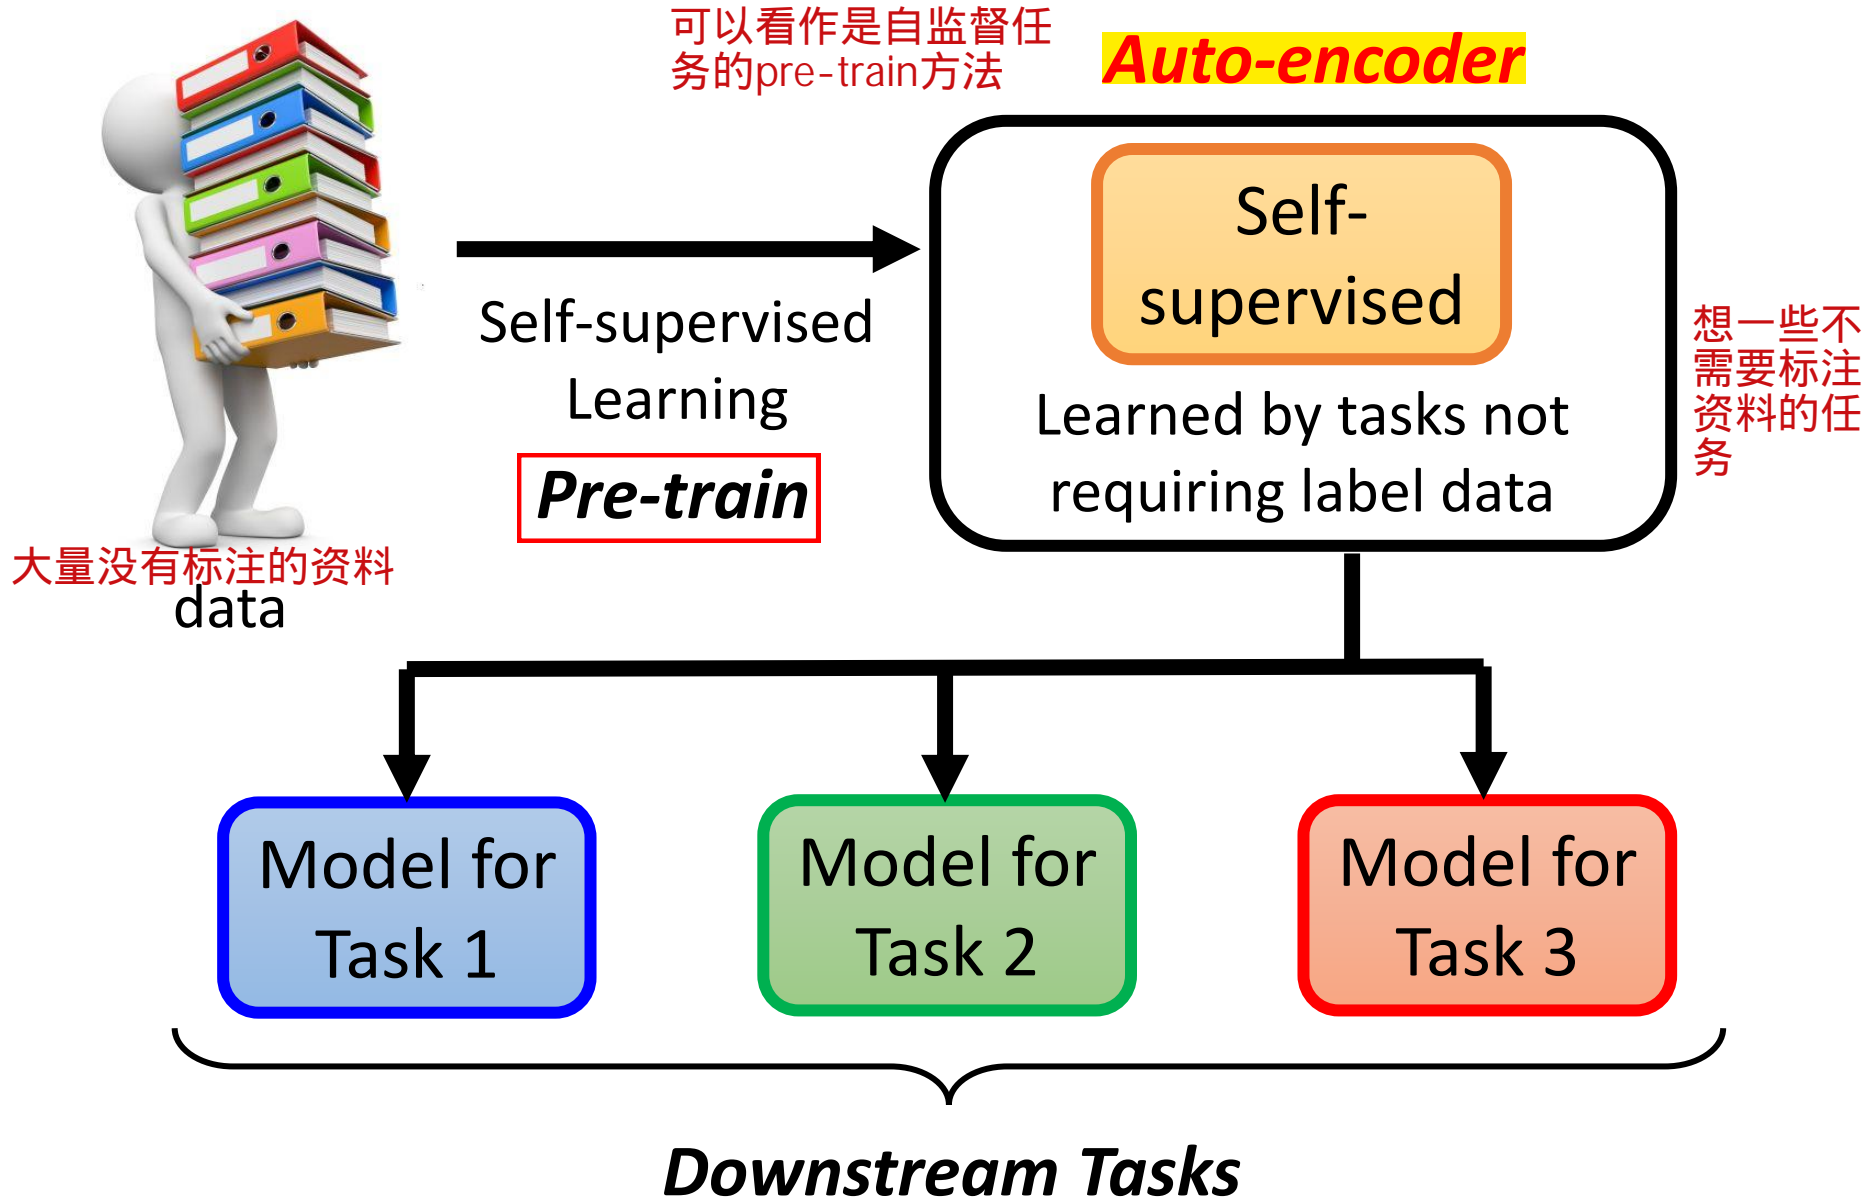 可以看作是自监督任
务的pre-train方法
Auto-encoder
Self-
supervised
Learned by tasks not
requiring label data
想一些不
需要标注
资料的任
务
Self-supervised
Learning
Pre-train
大量没有标注的资料
data
Model for
Task 1
Model for
Task 2
Model for
Task 3
Downstream Tasks